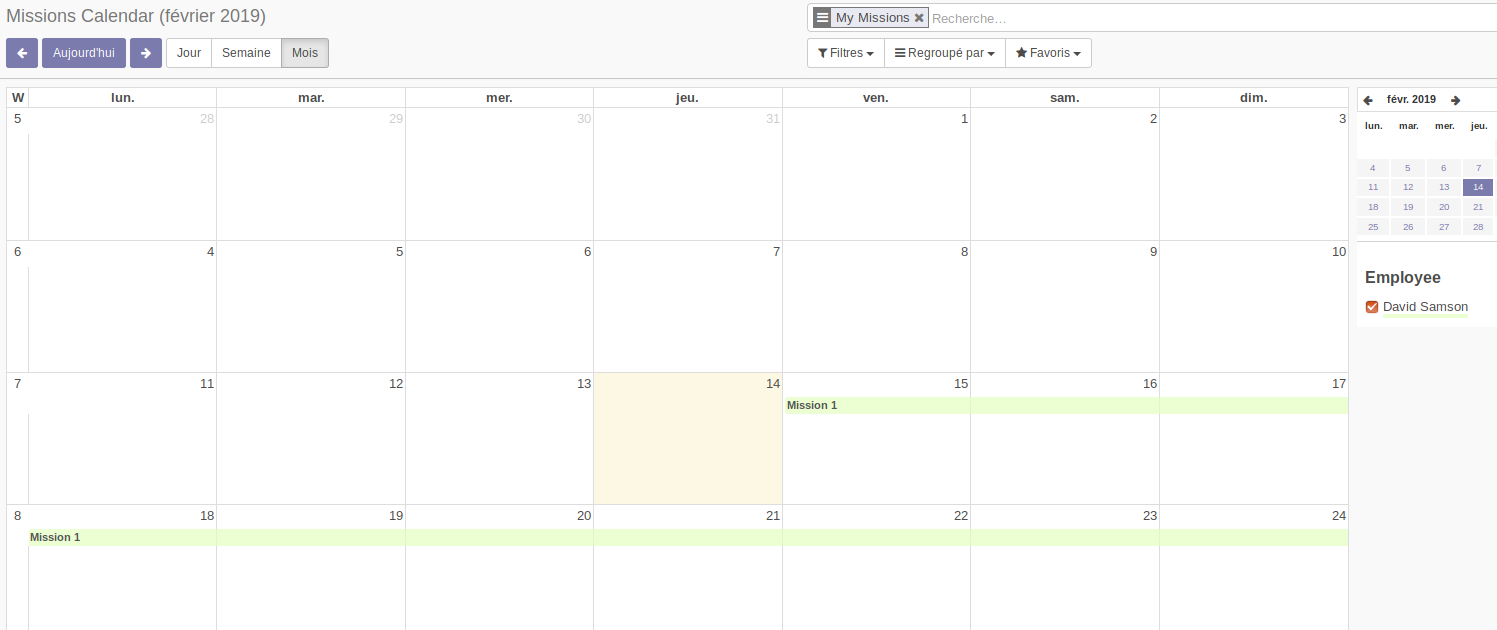 Missions Calendar (février 2019)
My Missions Recherche...
Aujourd'hui Jour Semaine Mois
Filtres Regroupé par Favoris
W lun. mar. mer. jeu. ven. sam. dim.
5 28 29 30 31 1 2 3
6 4 5 6 7 8 9 10
7 11 12 13 14 15 16 17
Mission 1
8 18 19 20 21 22 23 24
Mission 1
févr. 2019
lun. mar. mer. jeu.
4 5 6 7
11 12 13 14
18 19 20 21
25 26 27 28
Employee
David Samson